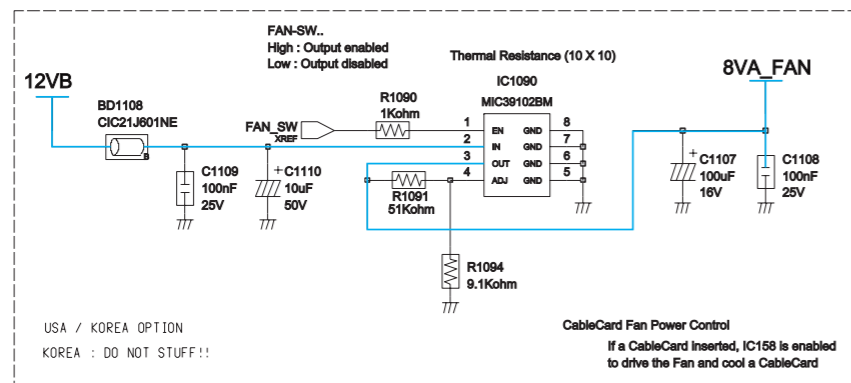 FAN-SW..
High : Output enabled
Low : Output disabled
Thermal Resistance (10 X 10)
12VB
8VA_FAN
BD1108
CIC21J601NE
B
FAN_SW
XREF
R1090
1Kohm
IC1090
MIC39102BM
1
2
3
4
EN
IN
OUT
ADJ
GND
GND
GND
GND
8
7
6
5
C1109
100nF
25V
+
C1110
10uF
50V
R1091
51Kohm
R1094
9.1Kohm
+
C1107
100uF
16V
C1108
100nF
25V
USA / KOREA OPTION
KOREA : DO NOT STUFF!!
CableCard Fan Power Control
If a CableCard inserted, IC158 is enabled
to drive the Fan and cool a CableCard